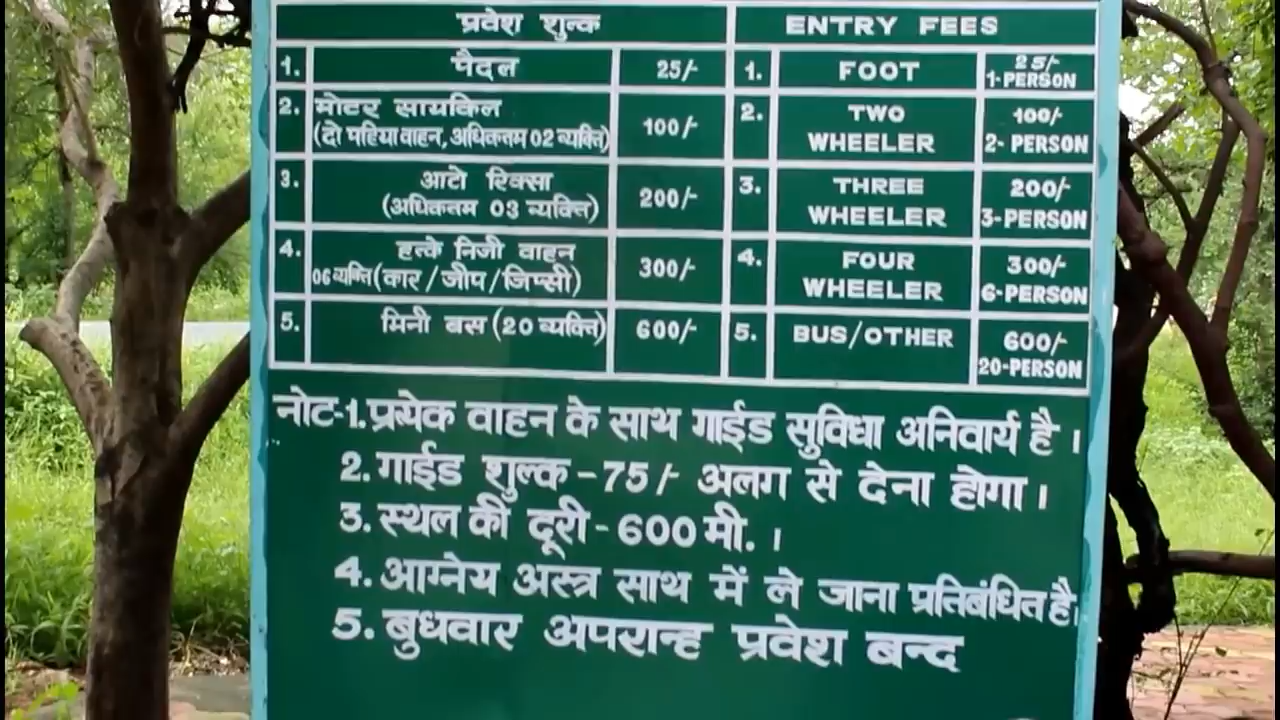 प्रवेश शुल्क ENTRY FEES
1. पैदल 25/- 1. FOOT 25/-
1-PERSON
2. मोटर सायकिल 100/- 2. TWO 100/-
(दो पहिया वाहन, अधिकतम 02 व्यक्ति) WHEELER 2- PERSON
3. आटो रिक्सा 200/- 3. THREE 200/-
(अधिकतम 03 व्यक्ति) WHEELER 3-PERSON
4. हल्के निजी वाहन 300/- 4. FOUR 300/-
06 व्यक्ति (कार/जीप/जिप्सी) WHEELER 6-PERSON
5. मिनी बस (20 व्यक्ति) 600/- 5. BUS/OTHER 600/-
20-PERSON
नोट-1. प्रत्येक वाहन के साथ गाईड सुविधा अनिवार्य है ।
2. गाईड शुल्क - 75/- अलग से देना होगा ।
3. स्थल की दूरी - 600 मी. ।
4. आग्नेय अस्त्र साथ में ले जाना प्रतिबंधित है।
5. बुधवार अपरान्ह प्रवेश बन्द